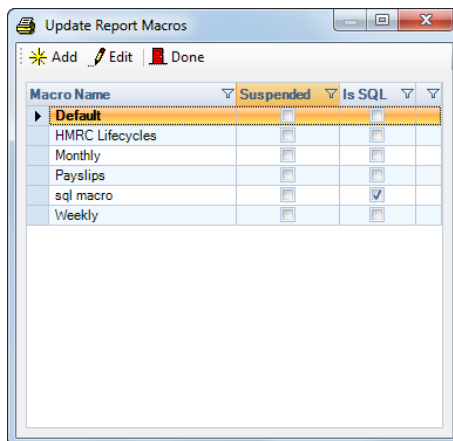 Update Report Macros
Add Edit Done
Macro Name Suspended Is SQL
Default
HMRC Lifecycles
Monthly
Payslips
sql macro
Weekly